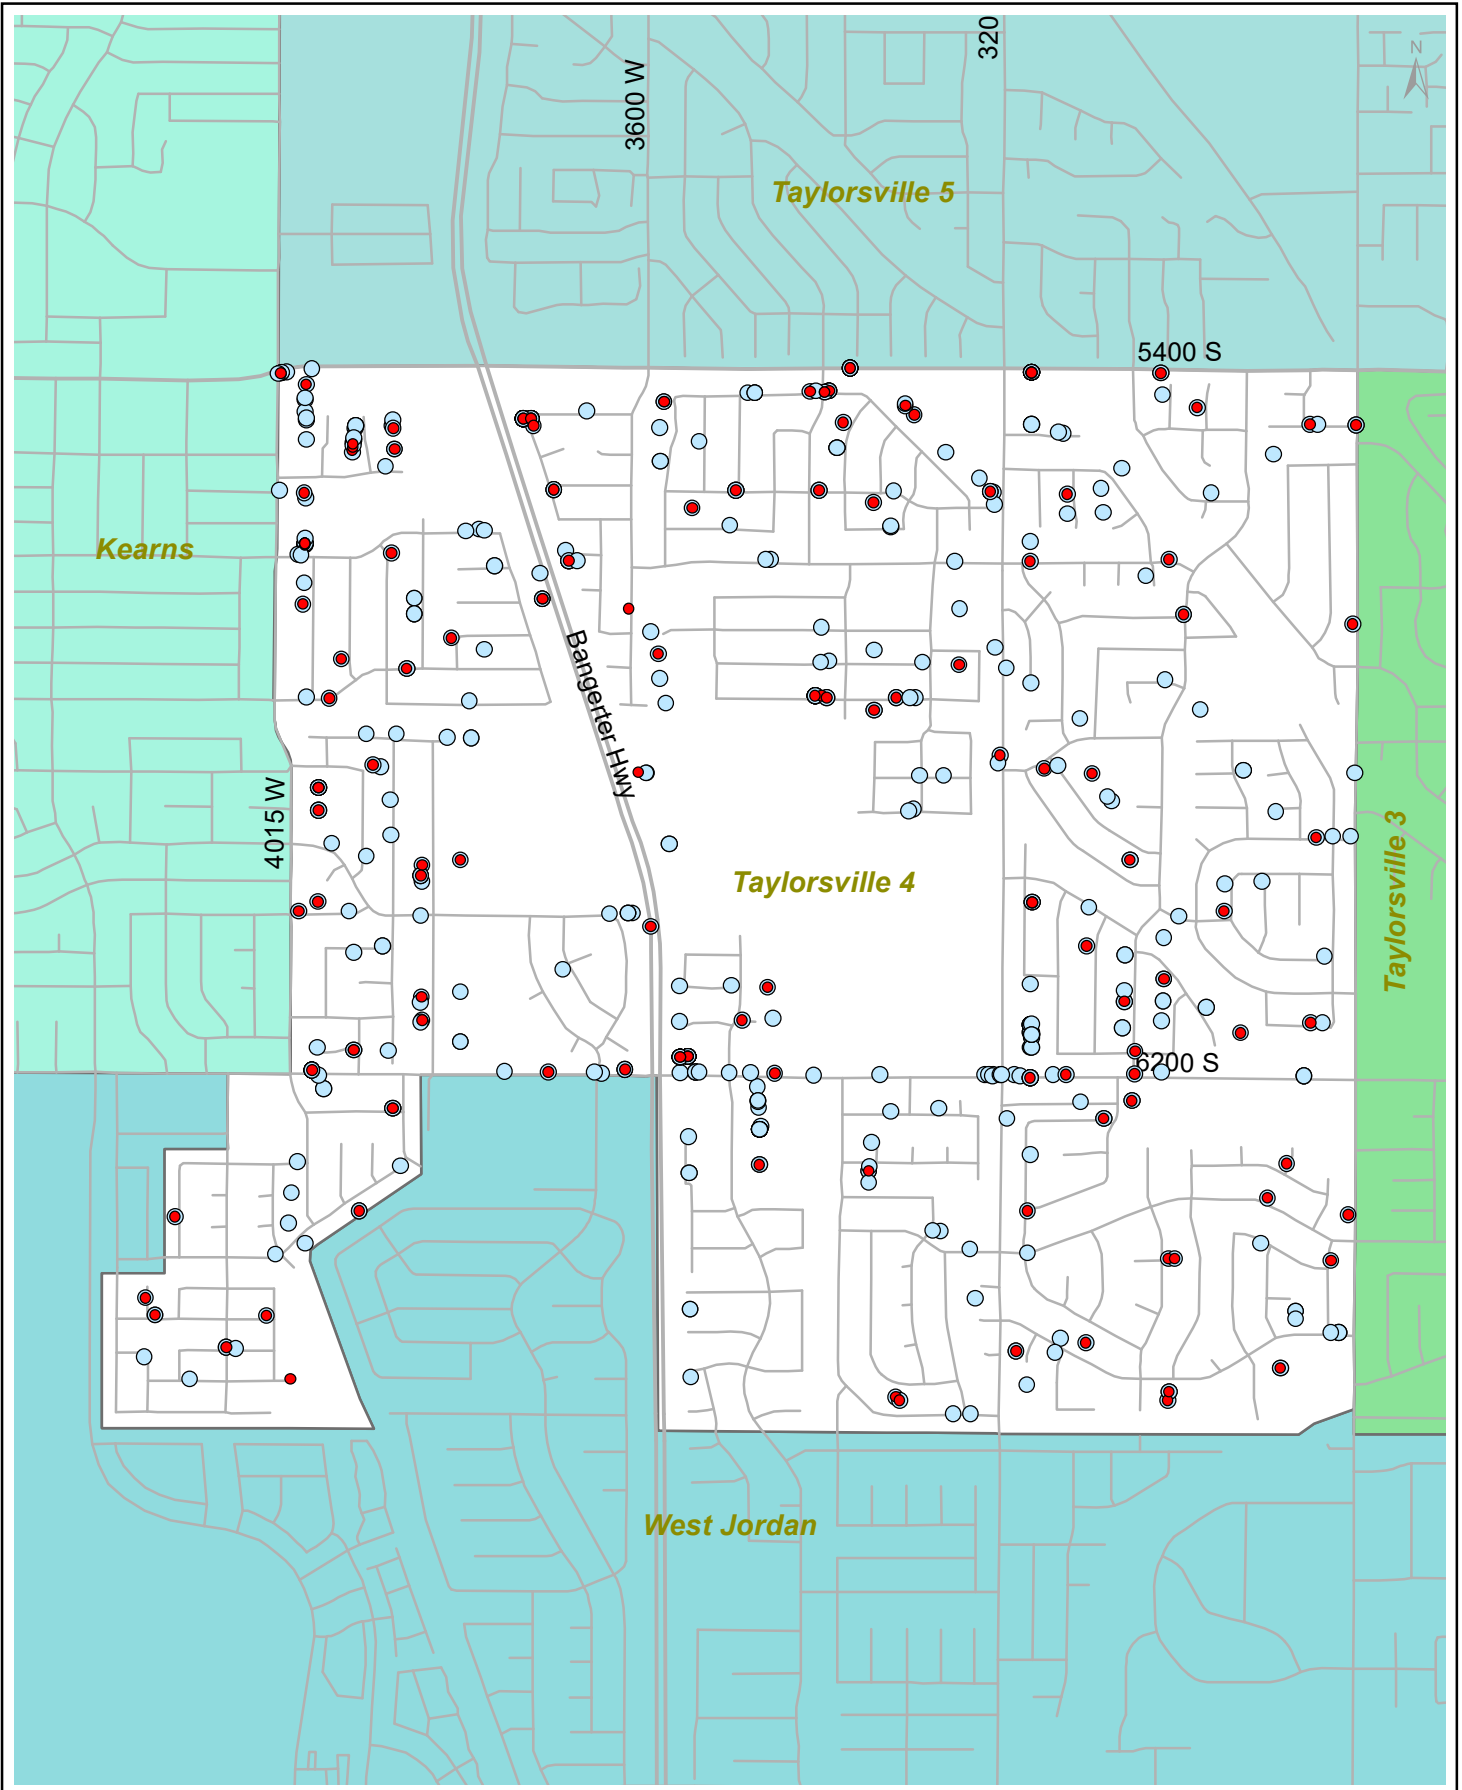 320
3600 W
N
Taylorsville 5
5400 S
Kearns
Bangerter Hwy
4015 W
Taylorsville 4
Taylorsville 3
6200 S
West Jordan